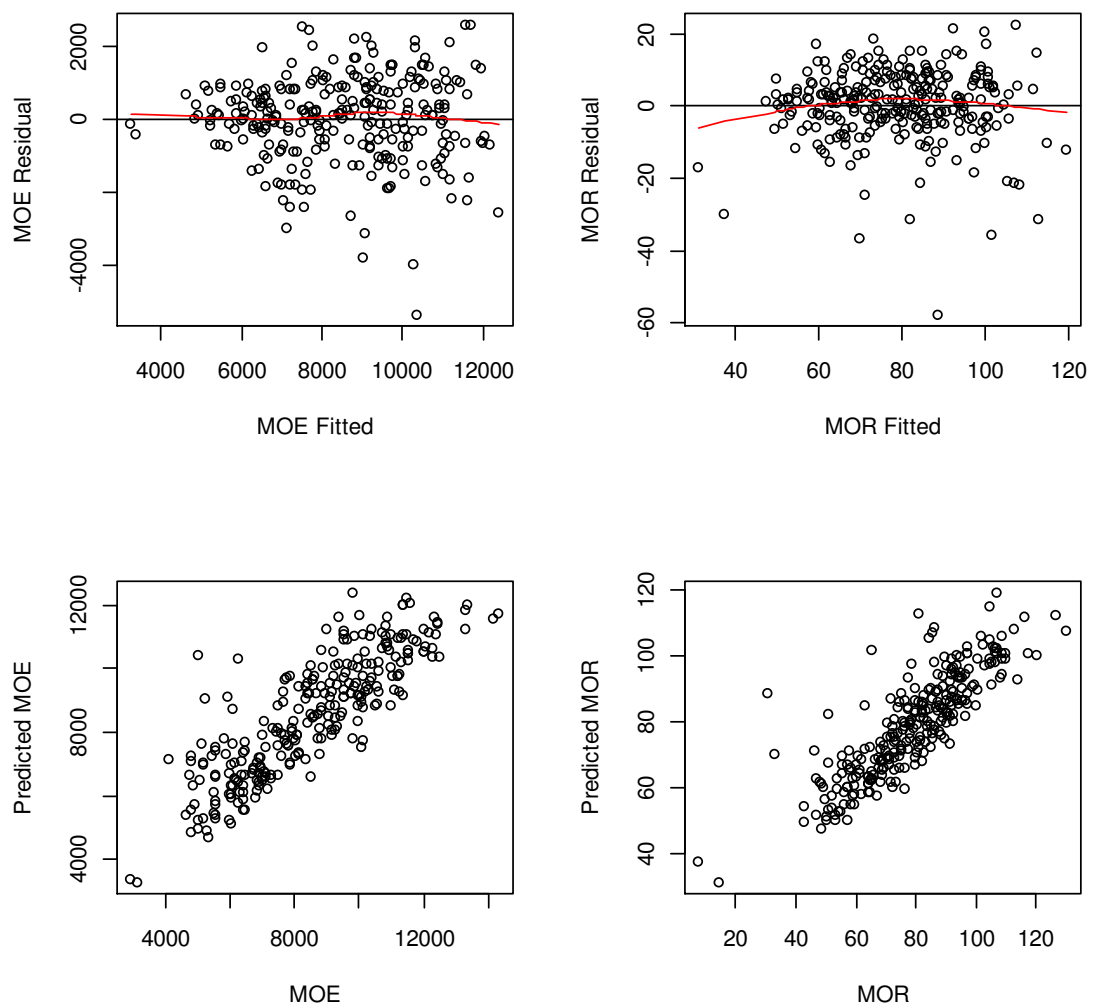 2000
0
-4000
MOE Residual
4000 6000 8000 10000 12000
MOE Fitted
20
0
-20
-40
-60
MOR Residual
40 60 80 100 120
MOR Fitted
12000
8000
4000
Predicted MOE
4000 8000 12000
MOE
120
100
80
60
40
Predicted MOR
20 40 60 80 100 120
MOR